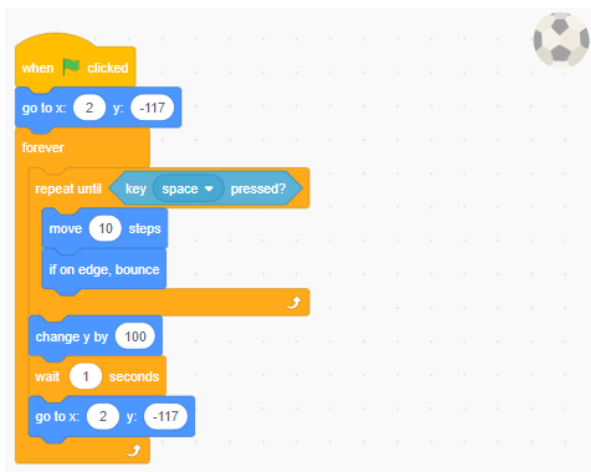 when clicked
go to x: 2 y: -117
forever
repeat until key space pressed?
move 10 steps
if on edge, bounce
change y by 100
wait 1 seconds
go to x: 2 y: -117